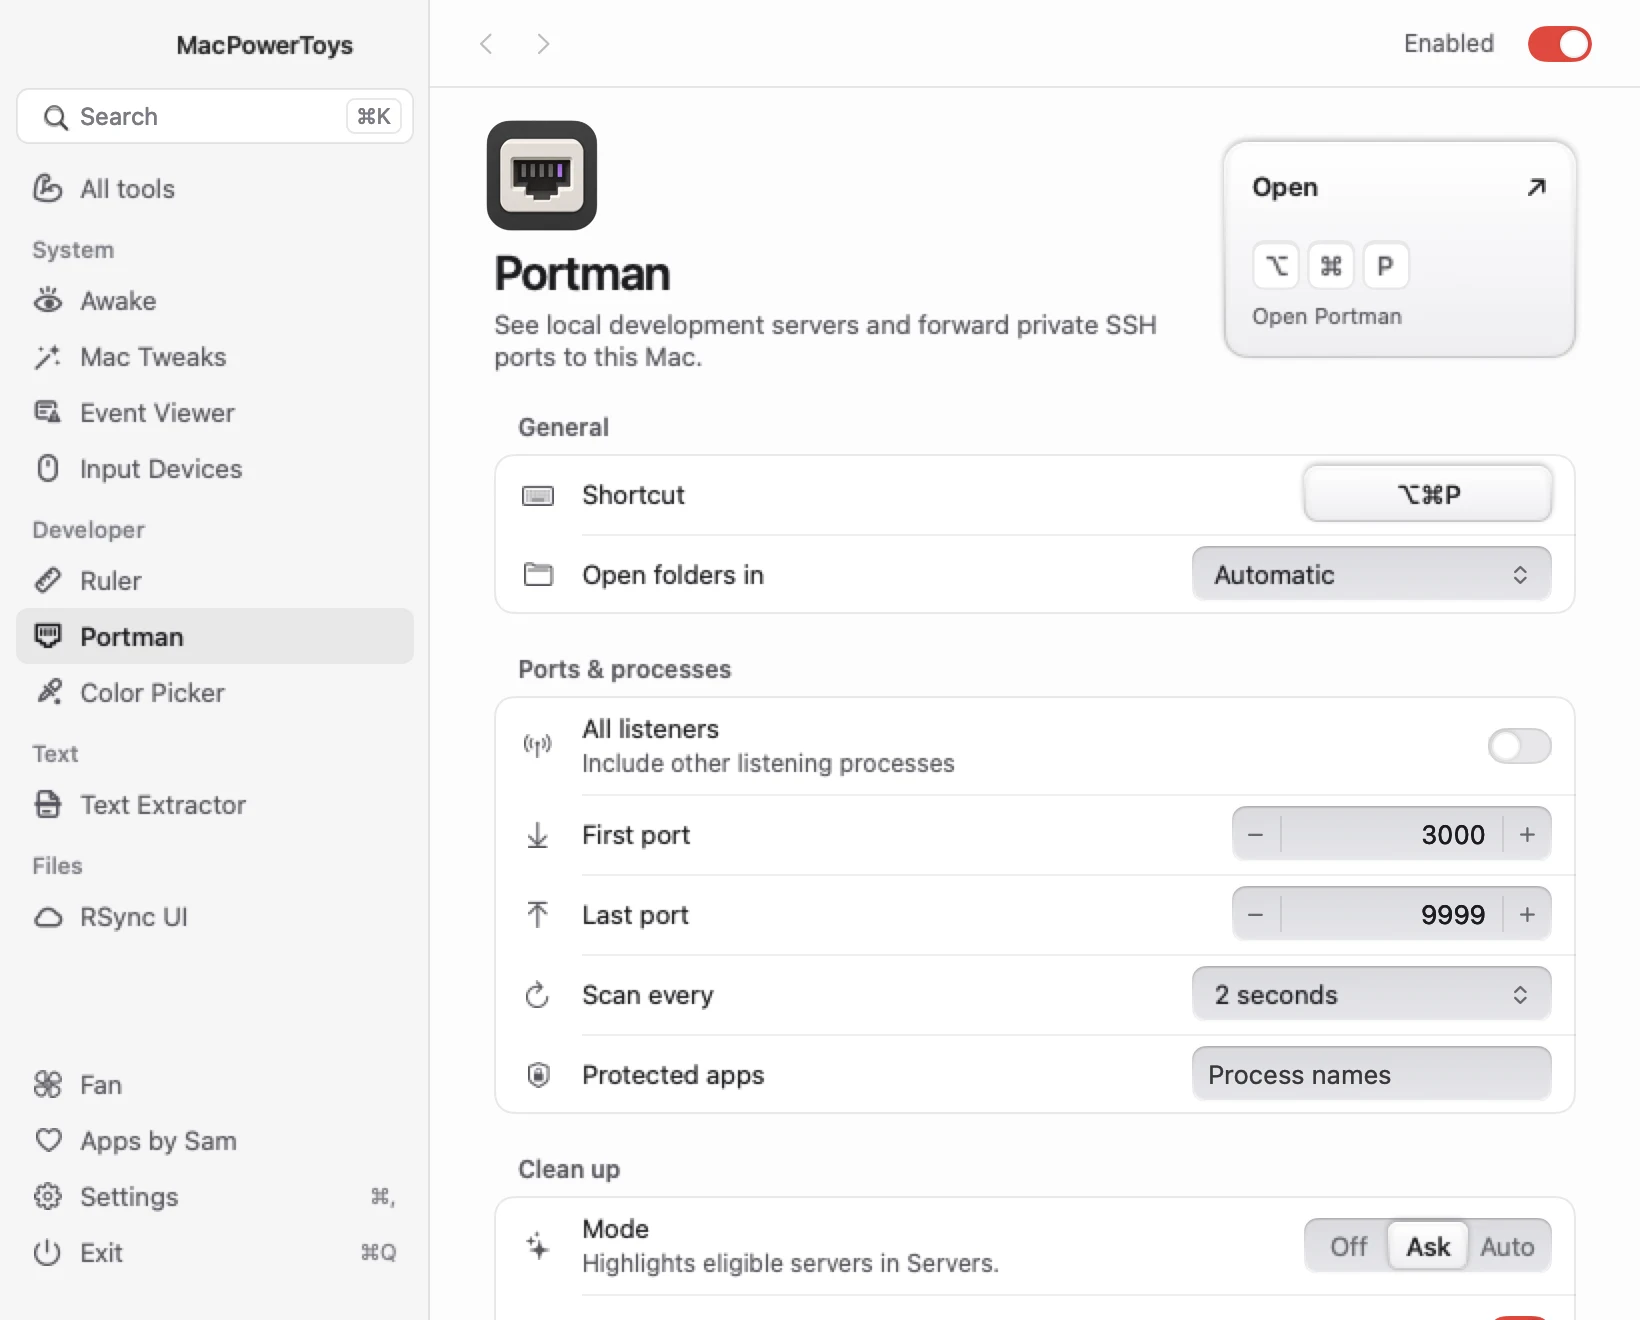 MacPowerToys
Search ⌘K
All tools
System
Awake
Mac Tweaks
Event Viewer
Input Devices
Developer
Ruler
Portman
Color Picker
Text
Text Extractor
Files
RSync UI
Fan
Apps by Sam
Settings ⌘,
Exit ⌘Q
Enabled
Portman
See local development servers and forward private SSH
ports to this Mac.
Open
⌥ ⌘ P
Open Portman
General
Shortcut ⌥⌘P
Open folders in Automatic
Ports & processes
All listeners
Include other listening processes
First port − 3000 +
Last port − 9999 +
Scan every 2 seconds
Protected apps Process names
Clean up
Mode
Highlights eligible servers in Servers.
Off Ask Auto